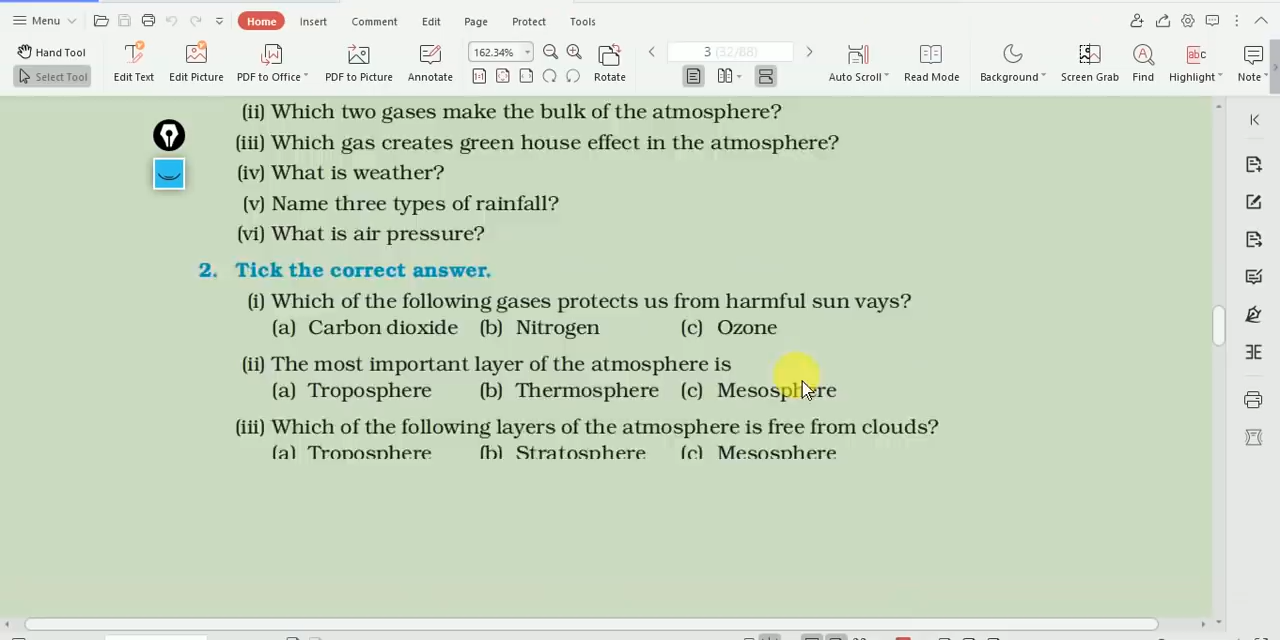 Menu
Home
Insert
Comment
Edit
Page
Protect
Tools
Hand Tool
Select Tool
Edit Text
Edit Picture
PDF to Office
PDF to Picture
Annotate
162.34%
Rotate
3 (32/88)
Auto Scroll
Read Mode
Background
Screen Grab
Find
abc
Highlight
Note
(ii) Which two gases make the bulk of the atmosphere?
(iii) Which gas creates green house effect in the atmosphere?
(iv) What is weather?
(v) Name three types of rainfall?
(vi) What is air pressure?
2. Tick the correct answer.
(i) Which of the following gases protects us from harmful sun vays?
(a) Carbon dioxide (b) Nitrogen (c) Ozone
(ii) The most important layer of the atmosphere is
(a) Troposphere (b) Thermosphere (c) Mesosphere
(iii) Which of the following layers of the atmosphere is free from clouds?
(a) Troposphere (b) Stratosphere (c) Mesosphere